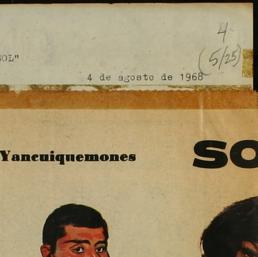 4
(5/25)
OL"
4 de agosto de 1968
Yancuiquemones
SO